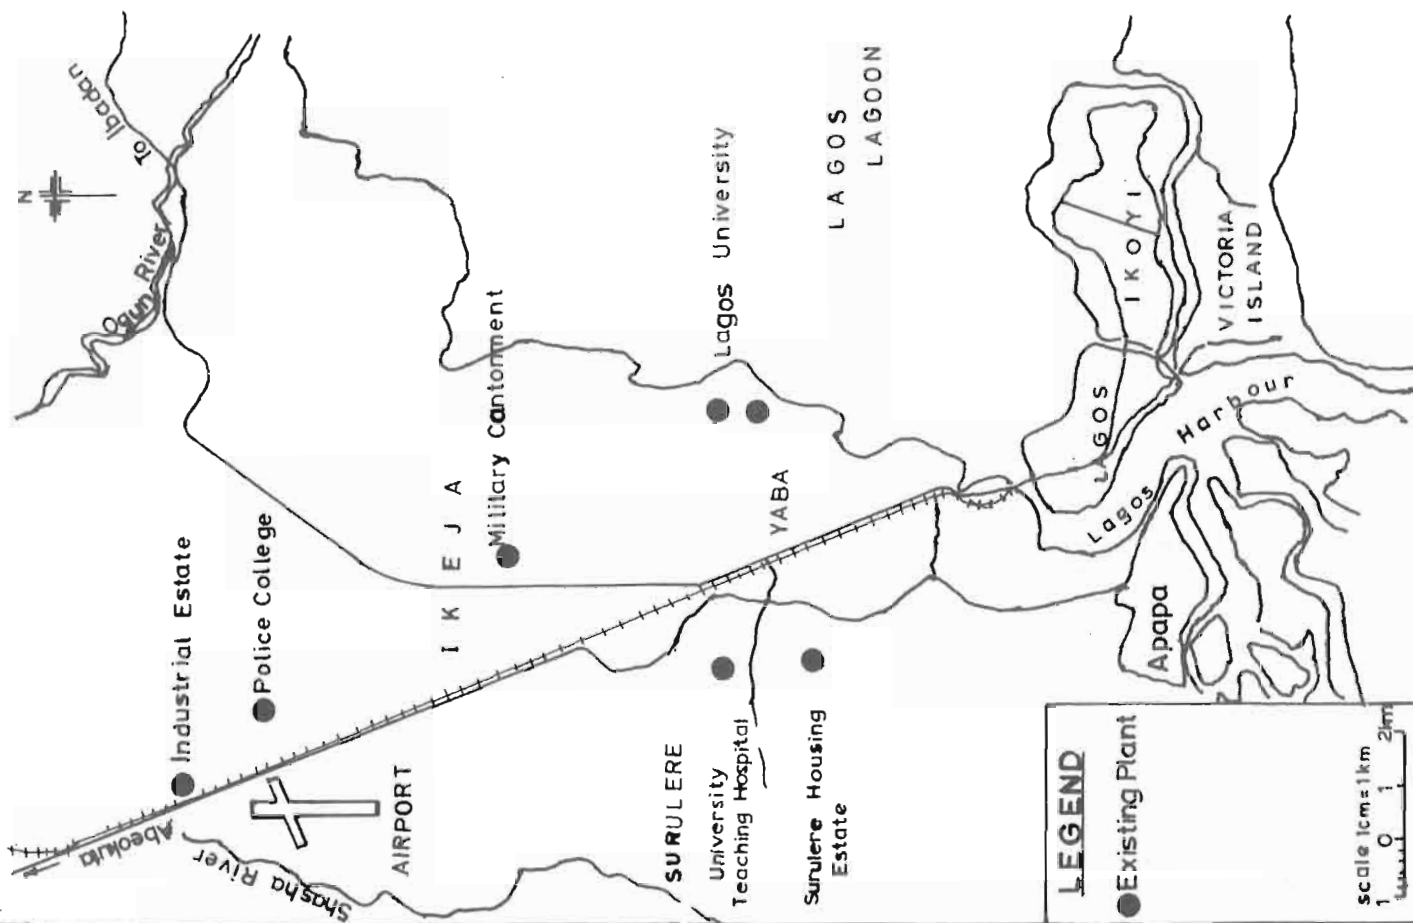 N
To
Ibadan
Ogun River
Industrial Estate
Police College
Abeokuta
Shasha River
AIRPORT
IKEJA
Military Cantonment
Lagos University
LAGOS
LAGOON
YABA
SURULERE
University
Teaching Hospital
Surulere Housing
Estate
IKOYI
VICTORIA
ISLAND
LAGOS
Lagos Harbour
Apapa
LEGEND
Existing Plant
scale 1cm=1km
1 0 1 2km